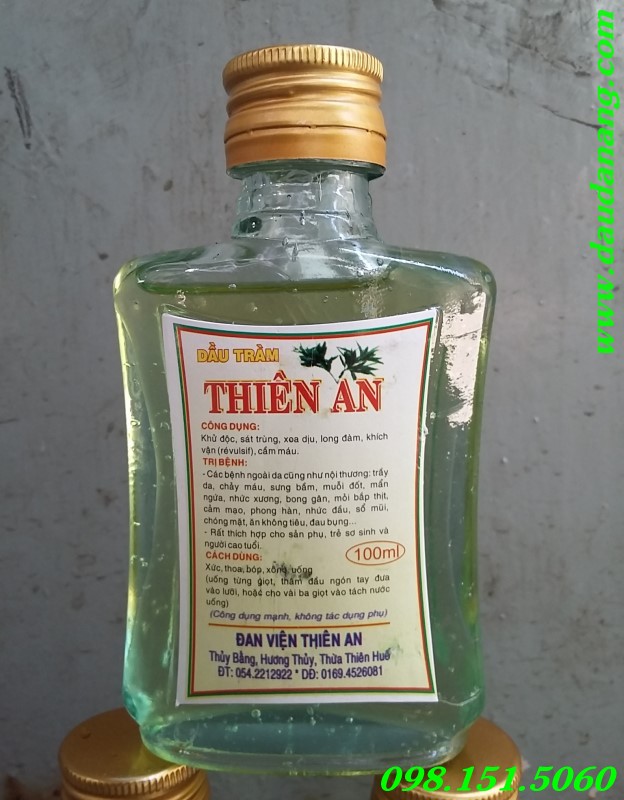 www.daudanang.com
DẦU TRÀM
THIÊN AN
CÔNG DỤNG:
Khử độc, sát trùng, xoa dịu, long đàm, khích
vận (révulsif), cầm máu.
TRỊ BỆNH:
- Các bệnh ngoài da cũng như nội thương: trầy
da, chảy máu, sưng bầm, muỗi đốt, mẩn
ngứa, nhức xương, bong gân, mỏi bắp thịt,
cảm mạo, phong hàn, nhức đầu, sổ mũi,
chóng mặt, ăn không tiêu, đau bụng...
- Rất thích hợp cho sản phụ, trẻ sơ sinh và
người cao tuổi.
100ml
CÁCH DÙNG:
Xức, thoa, bóp, xông, uống
(uống từng giọt, thấm đầu ngón tay đưa
vào lưỡi, hoặc cho vài ba giọt vào tách nước
uống)
(Công dụng mạnh, không tác dụng phụ)
ĐAN VIỆN THIÊN AN
Thủy Bằng, Hương Thủy, Thừa Thiên Huế
ĐT: 054.2212922 * DĐ: 0169.4526081
098.151.5060